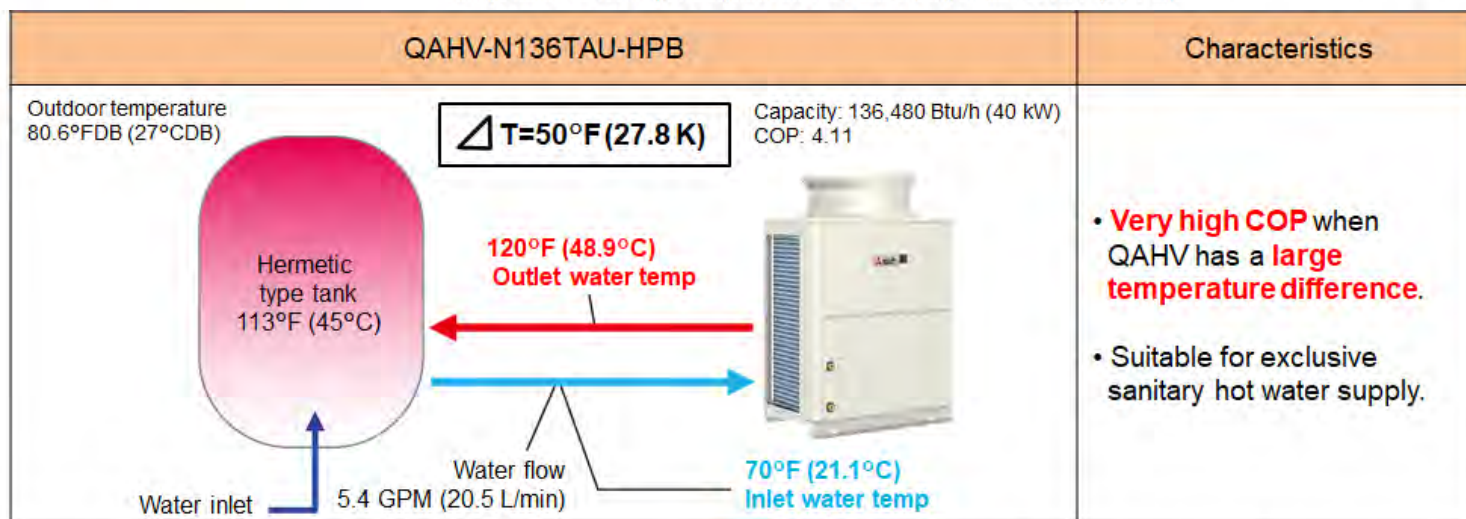 QAHV-N136TAU-HPB
Characteristics
Outdoor temperature
80.6°FDB (27°CDB)
⊿ T=50°F (27.8 K)
Capacity: 136,480 Btu/h (40 kW)
COP: 4.11
Hermetic
type tank
113°F (45°C)
120°F (48.9°C)
Outlet water temp
Water flow
5.4 GPM (20.5 L/min)
70°F (21.1°C)
Inlet water temp
Water inlet
• Very high COP when
QAHV has a large
temperature difference.
• Suitable for exclusive
sanitary hot water supply.